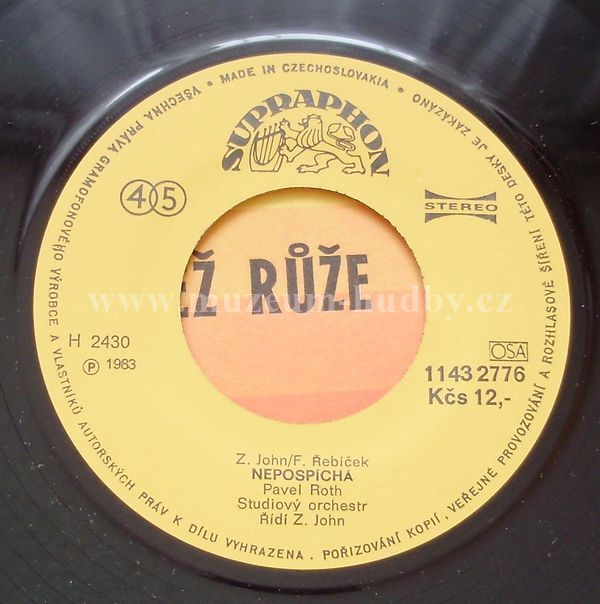 VŠECHNA PRÁVA GRAMOFONOVÉHO VÝROBCE A VLASTNÍKŮ AUTORSKÝCH PRÁV K DÍLU VYHRAZENA. POŘIZOVÁNÍ KOPIÍ, VEŘEJNÉ PROVOZOVÁNÍ A ROZHLASOVÉ ŠÍŘENÍ TÉTO DESKY JE ZAKÁZÁNO • MADE IN CZECHOSLOVAKIA •
SUPRAPHON
45
STEREO
EŽ RŮŽE
www.muzeum-hudby.cz
H 2430
Ⓟ 1983
OSA
1143 2776
Kčs 12,-
Z. John/F. Řebíček
NEPOSPÍCHÁ
Pavel Roth
Studiový orchestr
Řídí Z. John